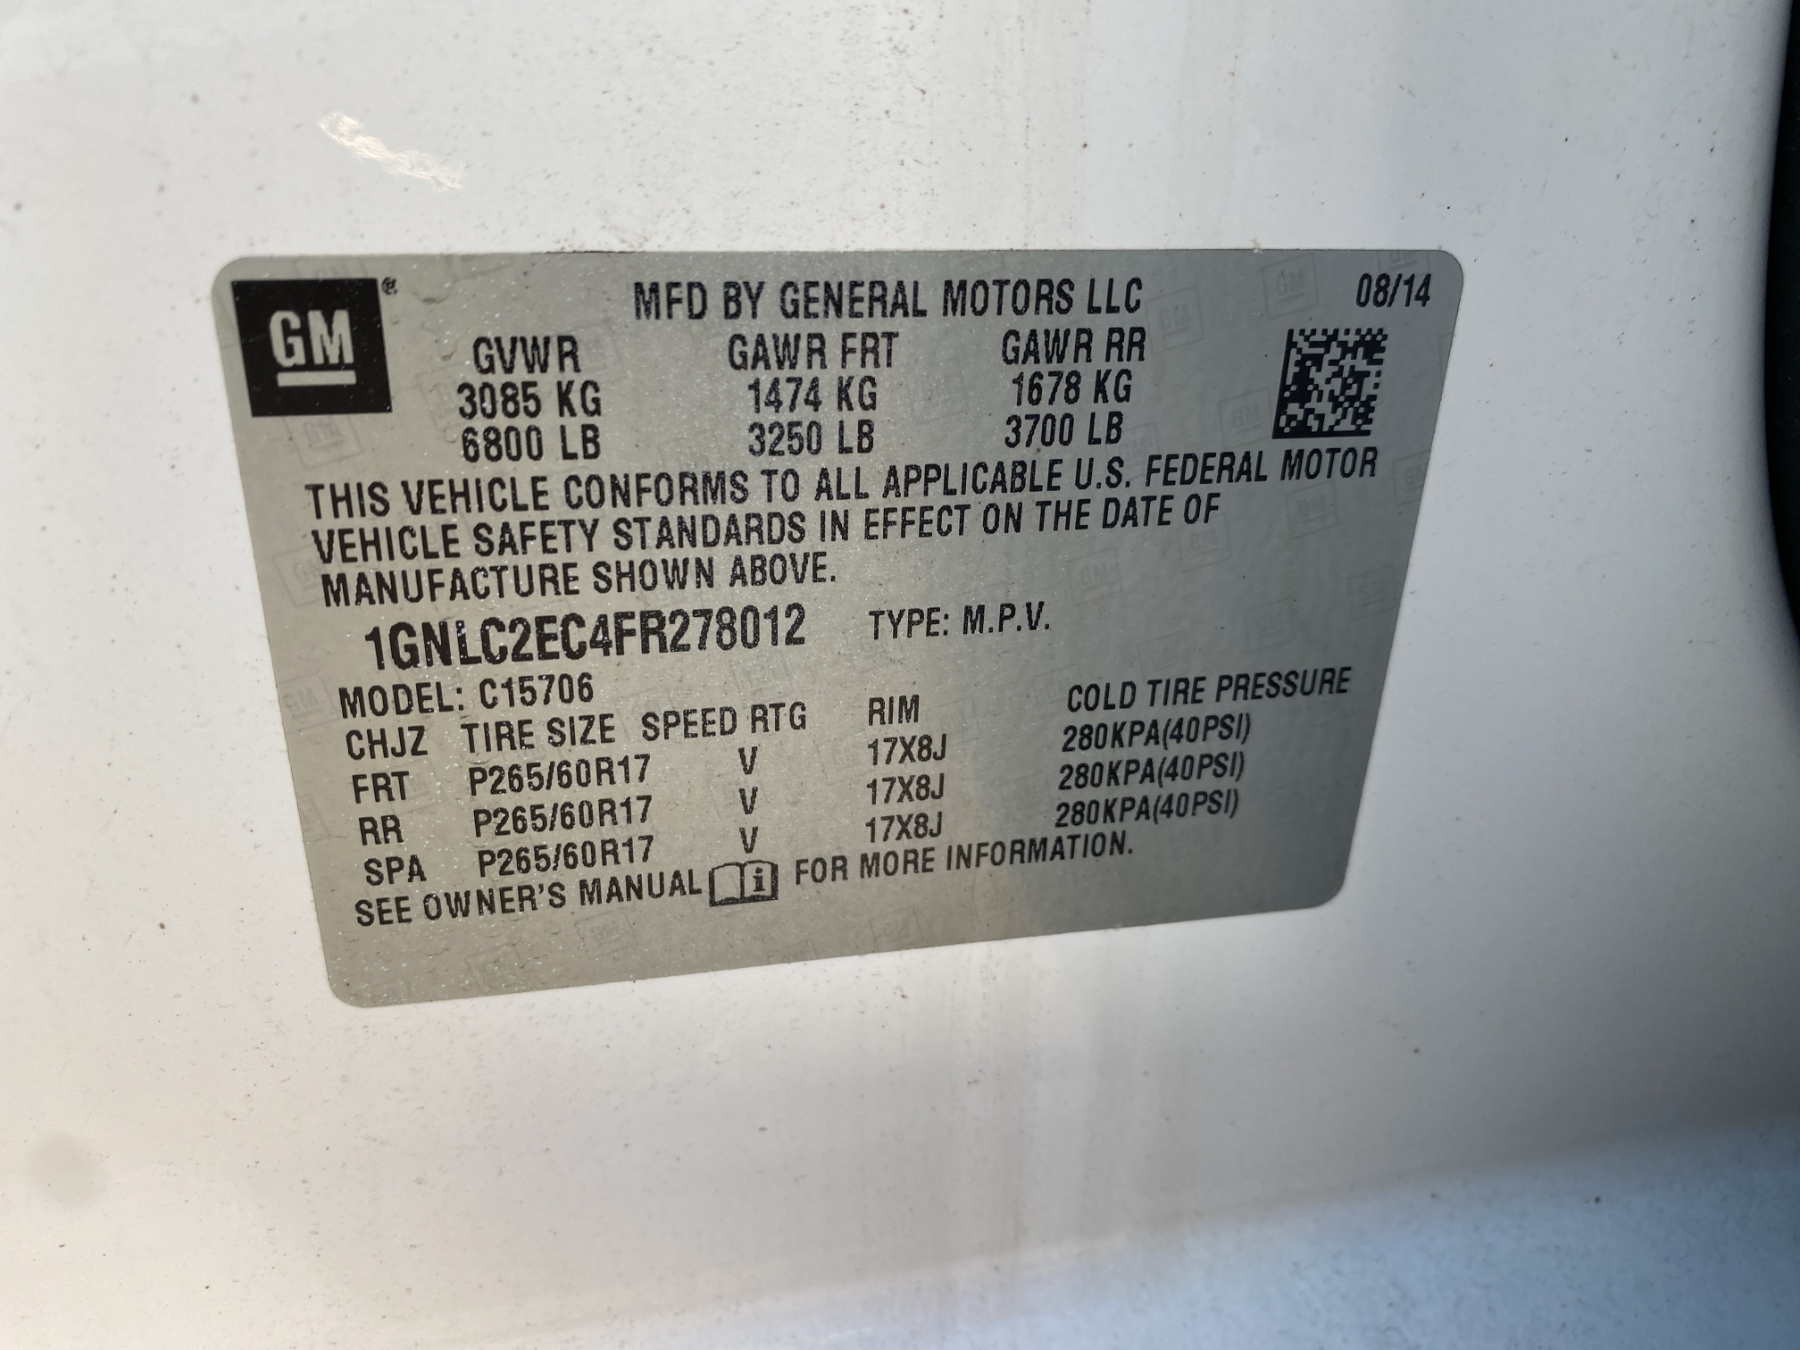 GM ® MFD BY GENERAL MOTORS LLC 08/14
GVWR GAWR FRT GAWR RR
3085 KG 1474 KG 1678 KG
6800 LB 3250 LB 3700 LB
THIS VEHICLE CONFORMS TO ALL APPLICABLE U.S. FEDERAL MOTOR
VEHICLE SAFETY STANDARDS IN EFFECT ON THE DATE OF
MANUFACTURE SHOWN ABOVE.
1GNLC2EC4FR278012 TYPE: M.P.V.
MODEL: C15706
CHJZ TIRE SIZE SPEED RTG RIM COLD TIRE PRESSURE
FRT P265/60R17 V 17X8J 280KPA(40PSI)
RR P265/60R17 V 17X8J 280KPA(40PSI)
SPA P265/60R17 V 17X8J 280KPA(40PSI)
SEE OWNER'S MANUAL i FOR MORE INFORMATION.